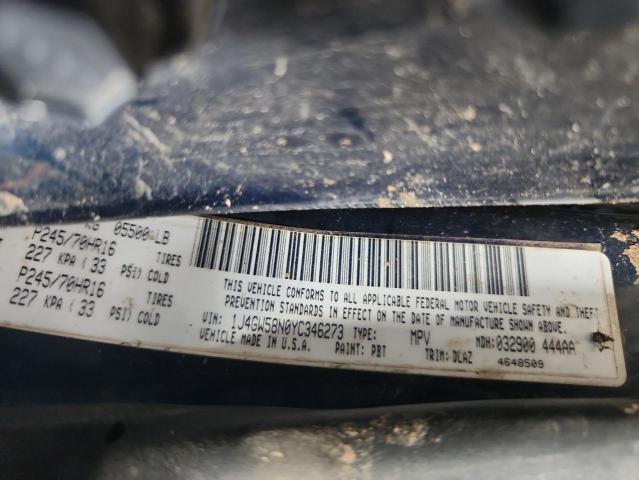 KG 05500 LB
P245/70HR16 TIRES
227 KPA ( 33 PSI) COLD
P245/70HR16 TIRES
227 KPA ( 33 PSI) COLD
THIS VEHICLE CONFORMS TO ALL APPLICABLE FEDERAL MOTOR VEHICLE SAFETY AND THEFT
PREVENTION STANDARDS IN EFFECT ON THE DATE OF MANUFACTURE SHOWN ABOVE.
VIN: 1J4GW58N0YC346273 TYPE: MPV MDH: 032900 444AA
VEHICLE MADE IN U.S.A. PAINT: PBT TRIM: DLAZ
4648509